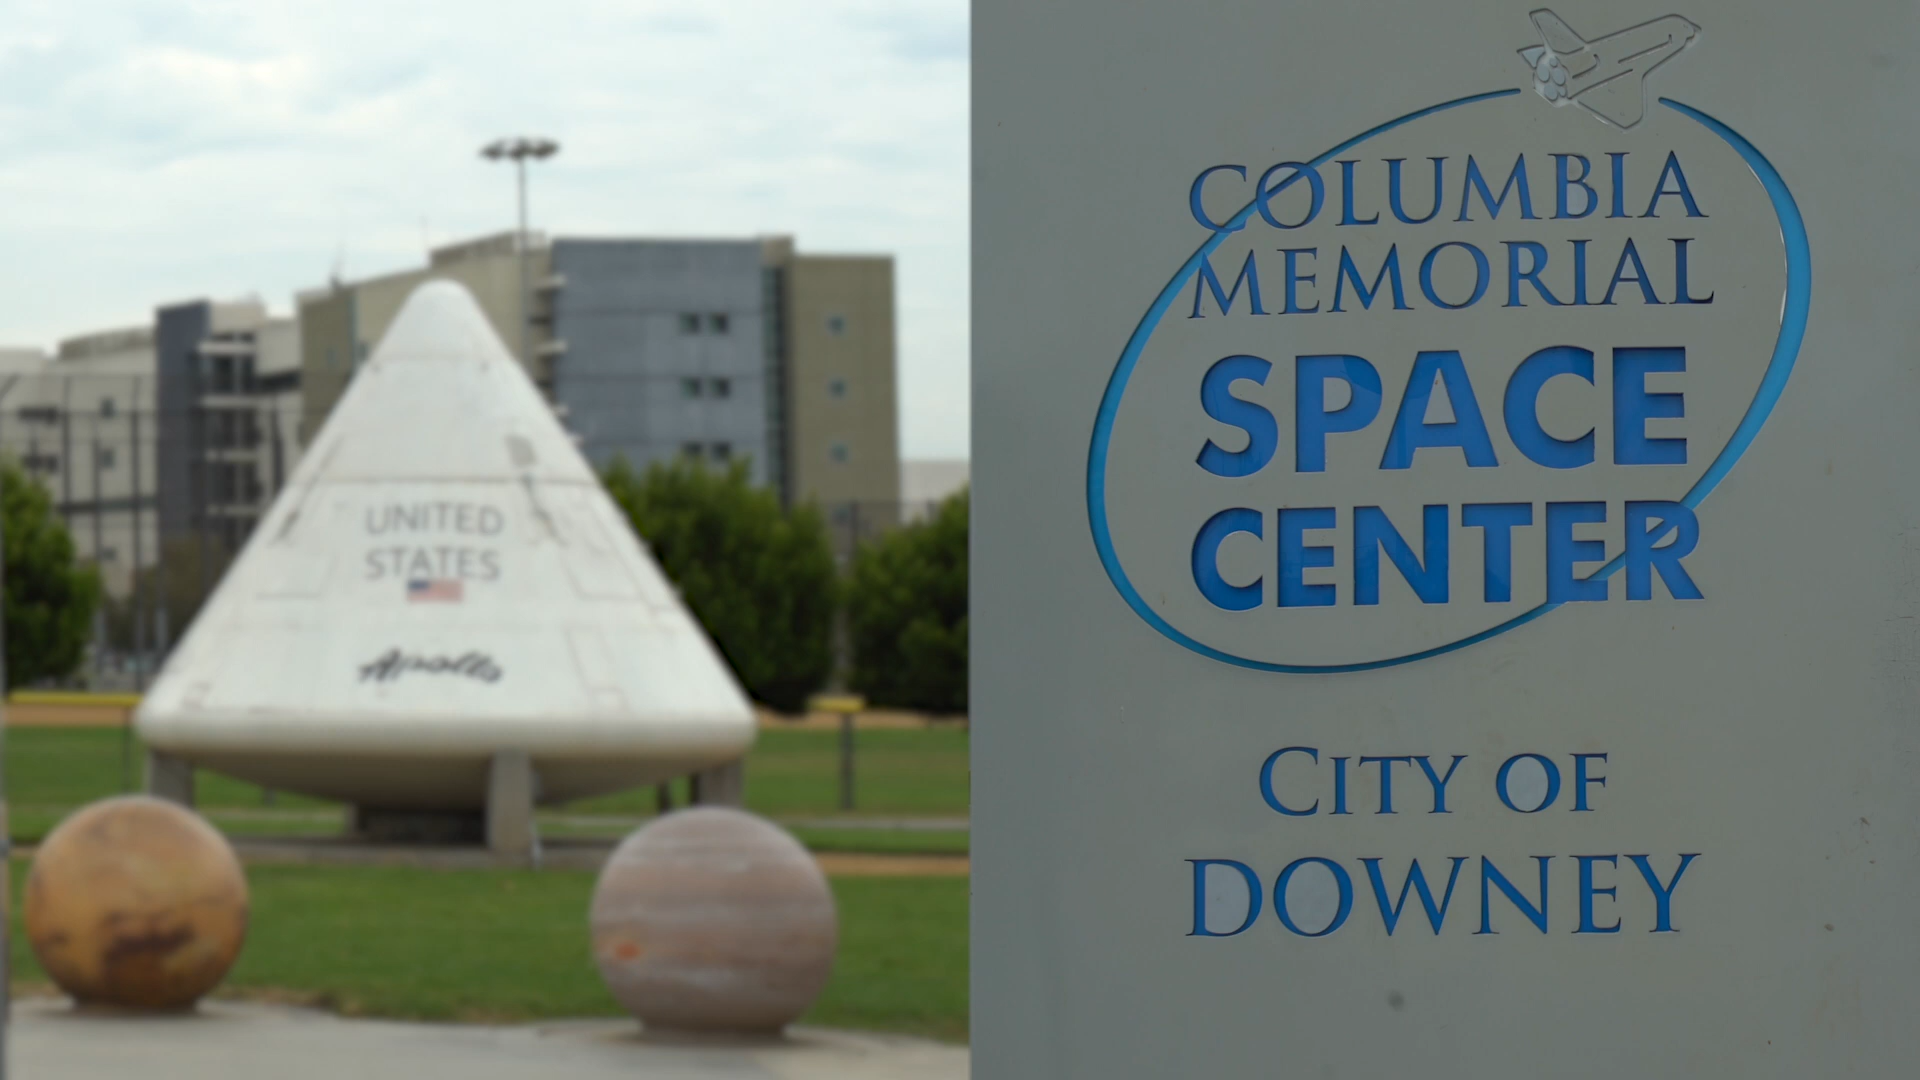 UNITED
STATES
Apollo
COLUMBIA
MEMORIAL
SPACE
CENTER
CITY OF
DOWNEY